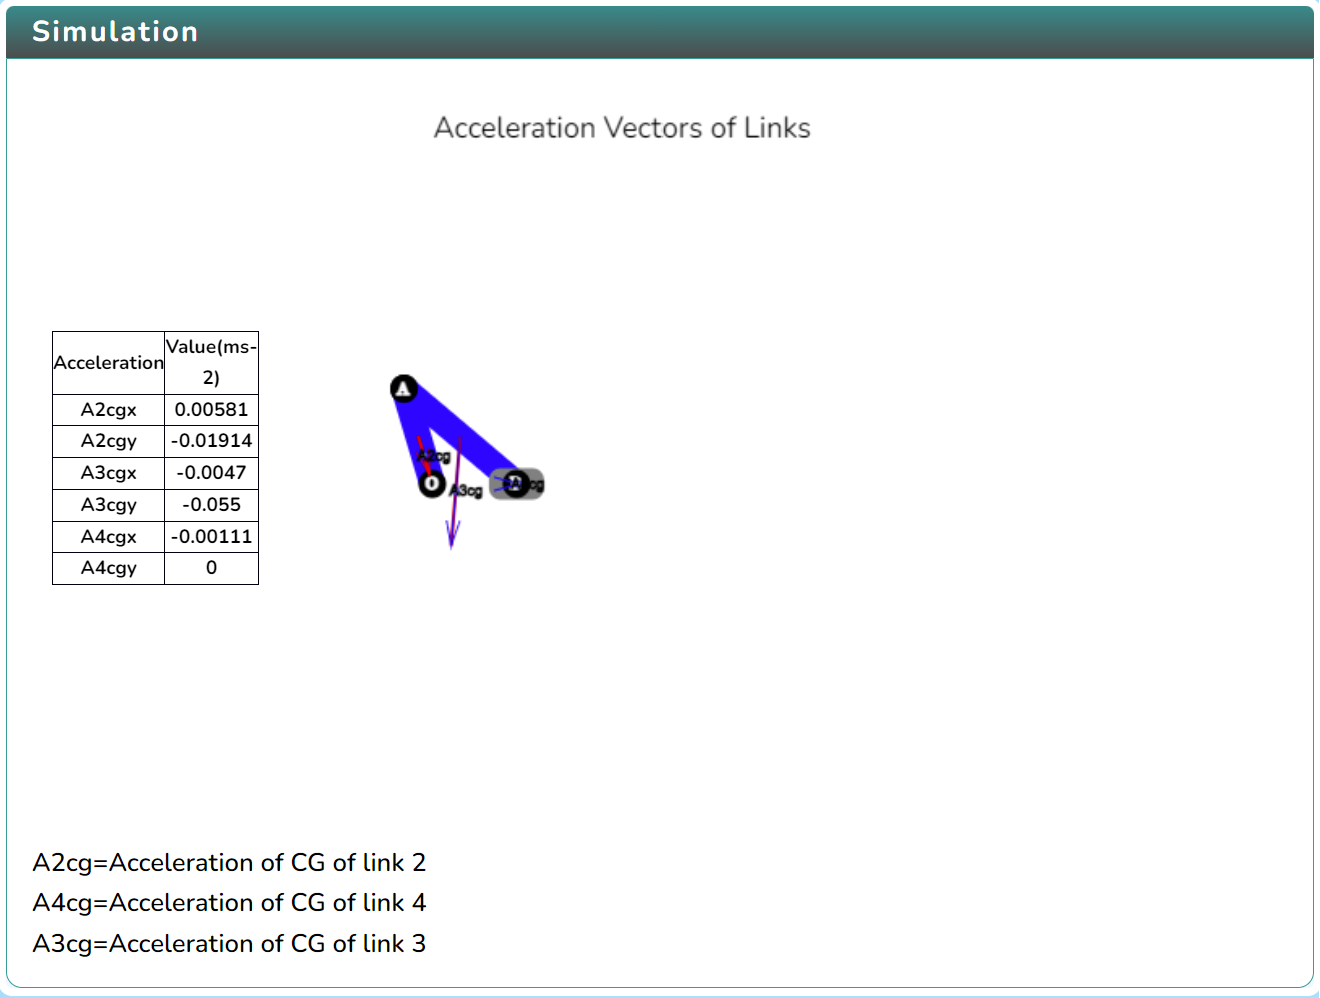 Simulation
Acceleration Vectors of Links
Acceleration Value(ms-2)
A2cgx 0.00581
A2cgy -0.01914
A3cgx -0.0047
A3cgy -0.055
A4cgx -0.00111
A4cgy 0
A
A2cg
O
A3cg
A2cg=Acceleration of CG of link 2
A4cg=Acceleration of CG of link 4
A3cg=Acceleration of CG of link 3